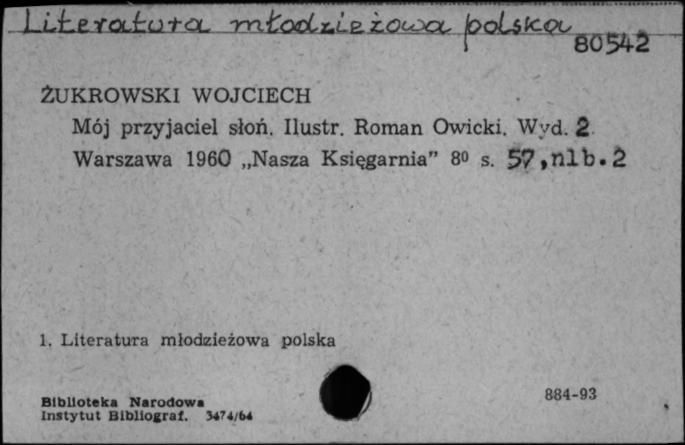 Literatura młodzieżowa polska
80542
ŻUKROWSKI WOJCIECH
Mój przyjaciel słoń. Ilustr. Roman Owicki. Wyd. 2
Warszawa 1960 „Nasza Księgarnia” 8⁰ s. 57, nlb. 2
1. Literatura młodzieżowa polska
884-93
Biblioteka Narodowa
Instytut Bibliograf. 3474/64